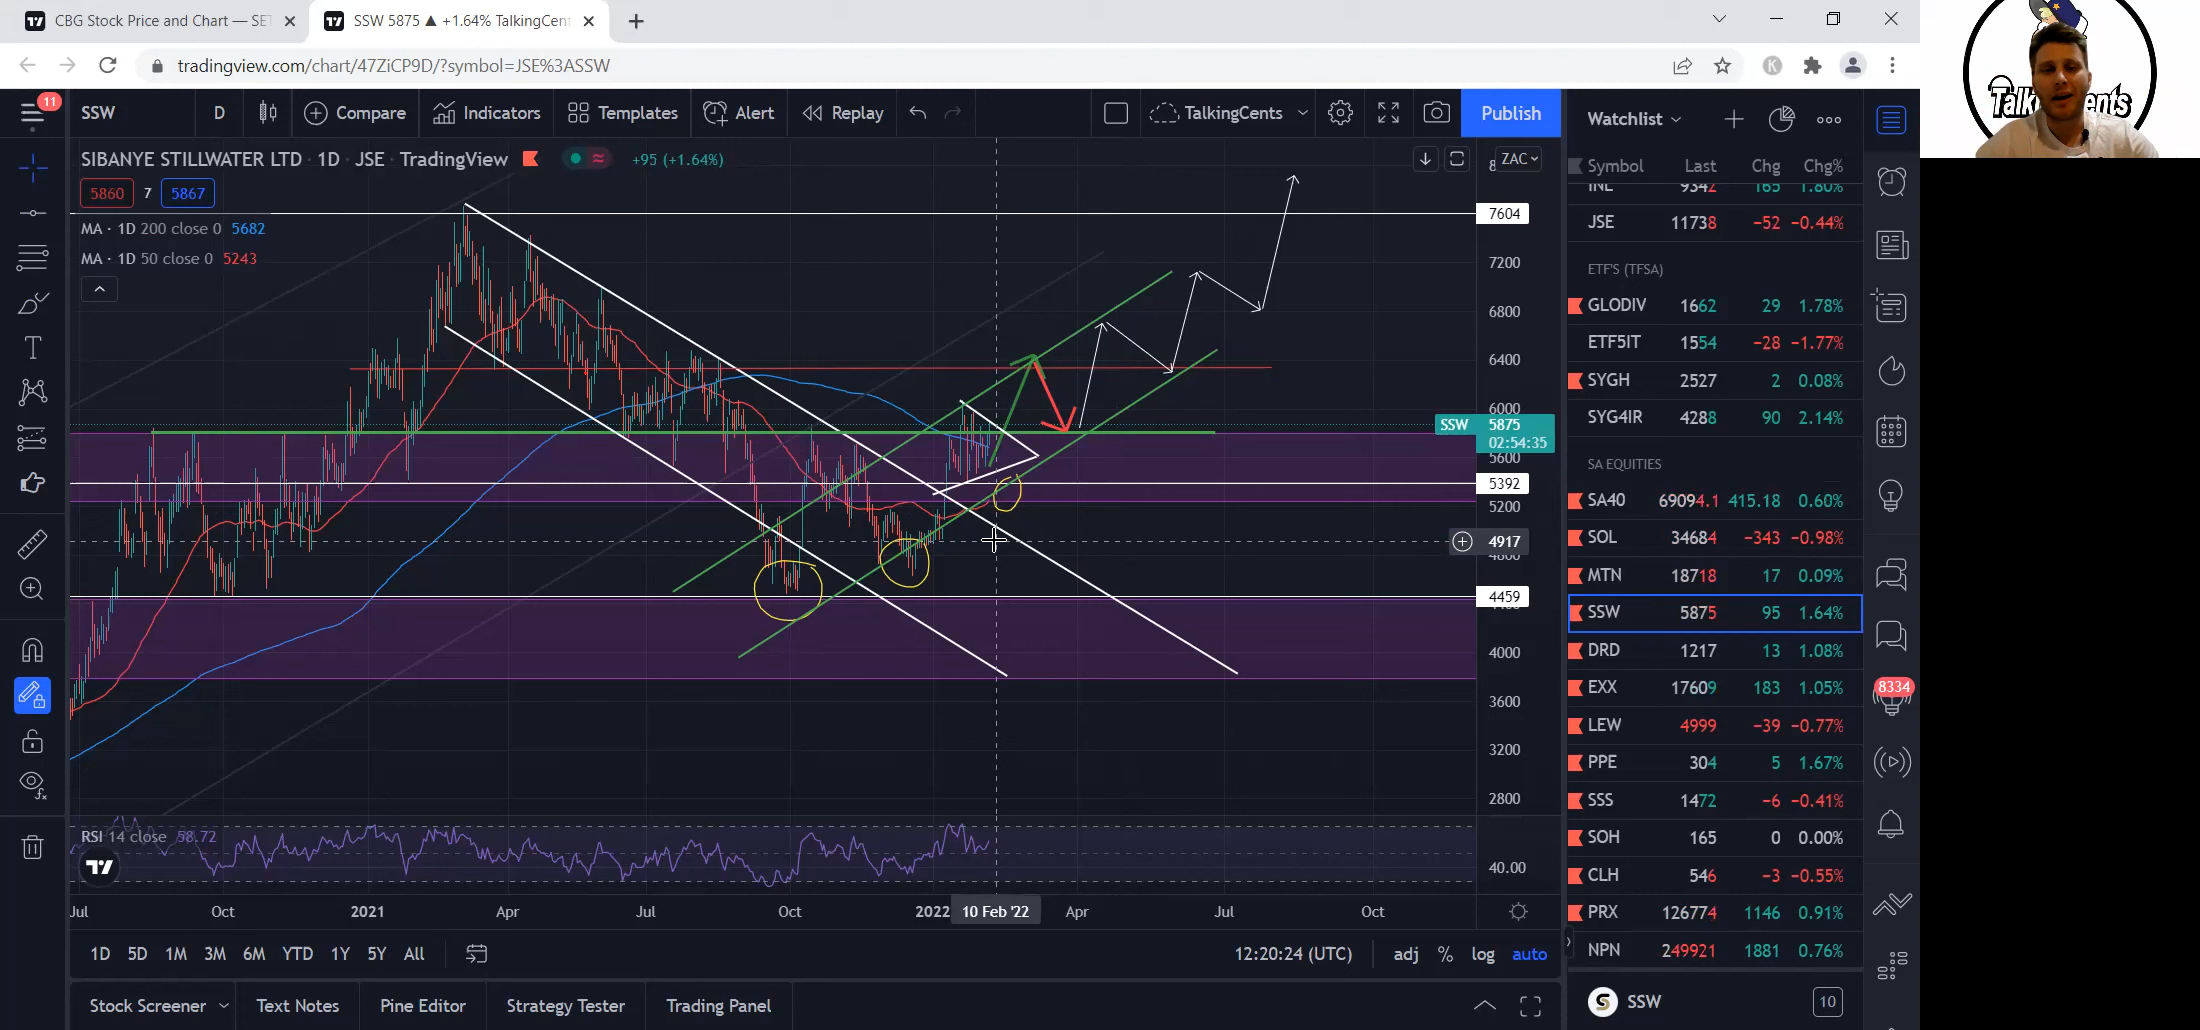 CBG Stock Price and Chart — SET
SSW 5875 ▲ +1.64% TalkingCent
tradingview.com/chart/47ZiCP9D/?symbol=JSE%3ASSW
K
11
SSW D Compare Indicators Templates Alert Replay TalkingCents Publish
SIBANYE STILLWATER LTD · 1D · JSE · TradingView +95 (+1.64%)
5860 7 5867
MA · 1D 200 close 0 5682
MA · 1D 50 close 0 5243
ZAC
7604
7200
6800
6400
6000
SSW 5875
02:54:35
5600
5392
5200
4917
4800
4459
4000
3600
3200
2800
RSI 14 close 58.72
40.00
Jul Oct 2021 Apr Jul Oct 2022 10 Feb '22 Apr Jul Oct
1D 5D 1M 3M 6M YTD 1Y 5Y All 12:20:24 (UTC) adj % log auto
Stock Screener Text Notes Pine Editor Strategy Tester Trading Panel
Watchlist
Symbol Last Chg Chg%
INL 9342 165 1.80%
JSE 11738 −52 −0.44%
ETF'S (TFSA)
GLODIV 1662 29 1.78%
ETF5IT 1554 −28 −1.77%
SYGH 2527 2 0.08%
SYG4IR 4288 90 2.14%
SA EQUITIES
SA40 69094.1 415.18 0.60%
SOL 34684 −343 −0.98%
MTN 18718 17 0.09%
SSW 5875 95 1.64%
DRD 1217 13 1.08%
EXX 17609 183 1.05%
LEW 4999 −39 −0.77%
PPE 304 5 1.67%
SSS 1472 −6 −0.41%
SOH 165 0 0.00%
CLH 546 −3 −0.55%
PRX 126774 1146 0.91%
NPN 249921 1881 0.76%
SSW 10
8334